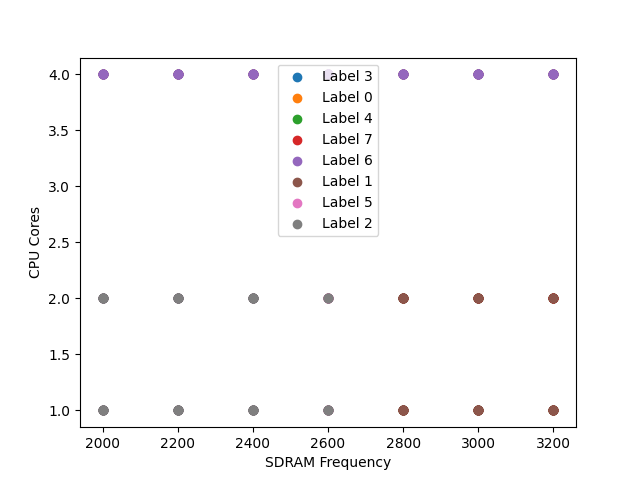 4.0
3.5
3.0
2.5
2.0
1.5
1.0
CPU Cores
Label 3
Label 0
Label 4
Label 7
Label 6
Label 1
Label 5
Label 2
2000 2200 2400 2600 2800 3000 3200
SDRAM Frequency